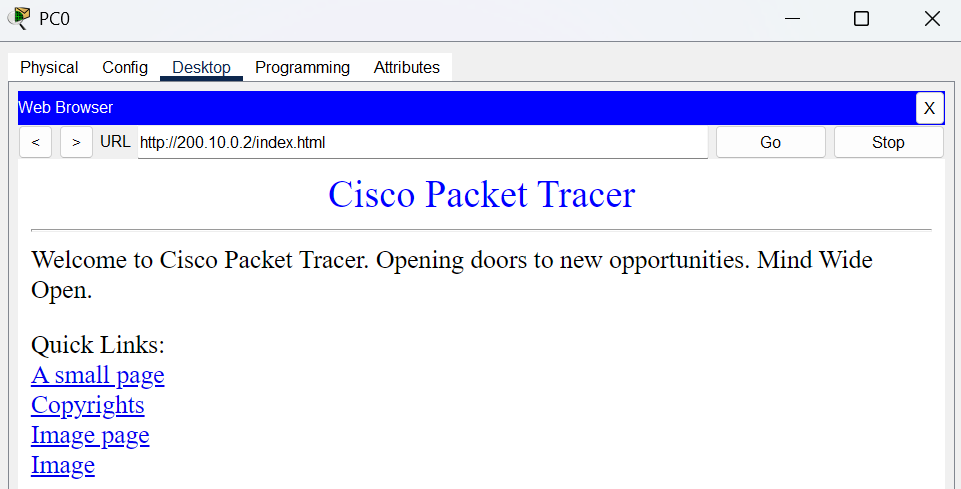 PC0
Physical Config Desktop Programming Attributes
Web Browser X
< > URL http://200.10.0.2/index.html Go Stop
Cisco Packet Tracer
Welcome to Cisco Packet Tracer. Opening doors to new opportunities. Mind Wide
Open.
Quick Links:
A small page
Copyrights
Image page
Image